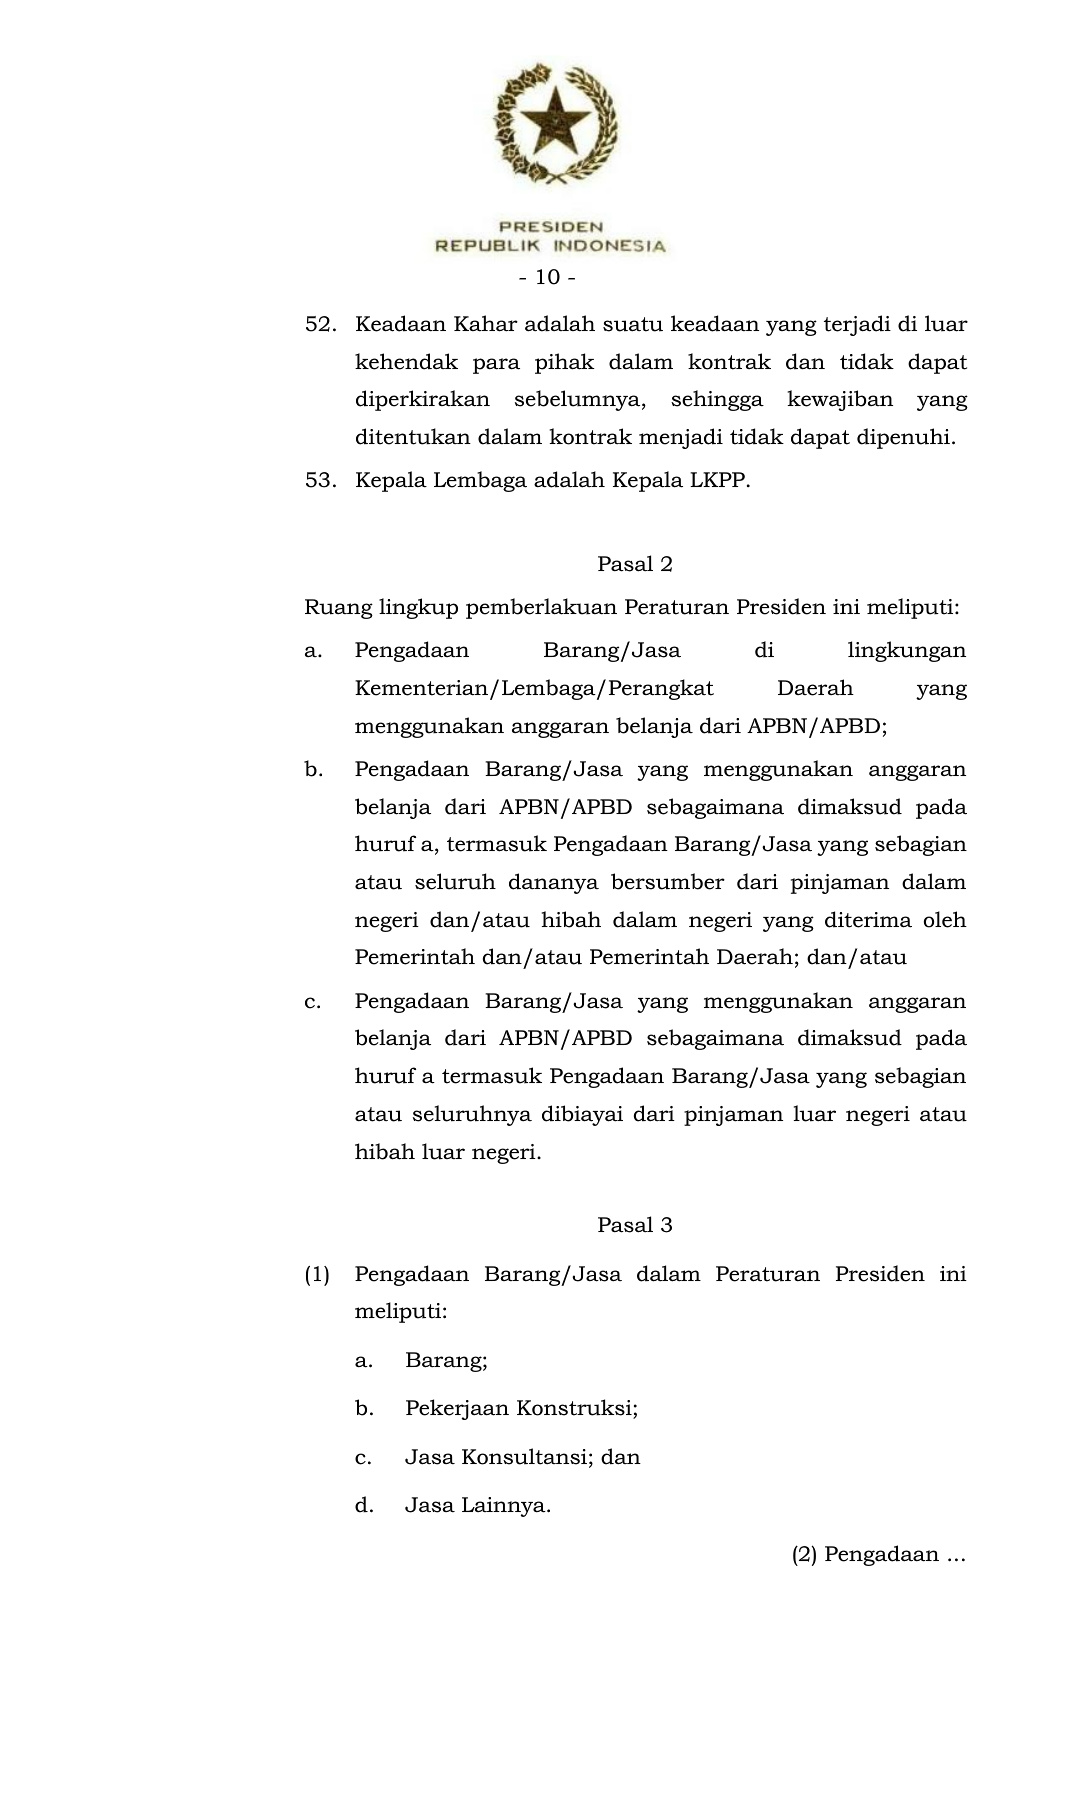 PRESIDEN
REPUBLIK INDONESIA
- 10 -
52. Keadaan Kahar adalah suatu keadaan yang terjadi di luar
kehendak para pihak dalam kontrak dan tidak dapat
diperkirakan sebelumnya, sehingga kewajiban yang
ditentukan dalam kontrak menjadi tidak dapat dipenuhi.
53. Kepala Lembaga adalah Kepala LKPP.
Pasal 2
Ruang lingkup pemberlakuan Peraturan Presiden ini meliputi:
a. Pengadaan Barang/Jasa di lingkungan
Kementerian/Lembaga/Perangkat Daerah yang
menggunakan anggaran belanja dari APBN/APBD;
b. Pengadaan Barang/Jasa yang menggunakan anggaran
belanja dari APBN/APBD sebagaimana dimaksud pada
huruf a, termasuk Pengadaan Barang/Jasa yang sebagian
atau seluruh dananya bersumber dari pinjaman dalam
negeri dan/atau hibah dalam negeri yang diterima oleh
Pemerintah dan/atau Pemerintah Daerah; dan/atau
c. Pengadaan Barang/Jasa yang menggunakan anggaran
belanja dari APBN/APBD sebagaimana dimaksud pada
huruf a termasuk Pengadaan Barang/Jasa yang sebagian
atau seluruhnya dibiayai dari pinjaman luar negeri atau
hibah luar negeri.
Pasal 3
(1) Pengadaan Barang/Jasa dalam Peraturan Presiden ini
meliputi:
a. Barang;
b. Pekerjaan Konstruksi;
c. Jasa Konsultansi; dan
d. Jasa Lainnya.
(2) Pengadaan ...